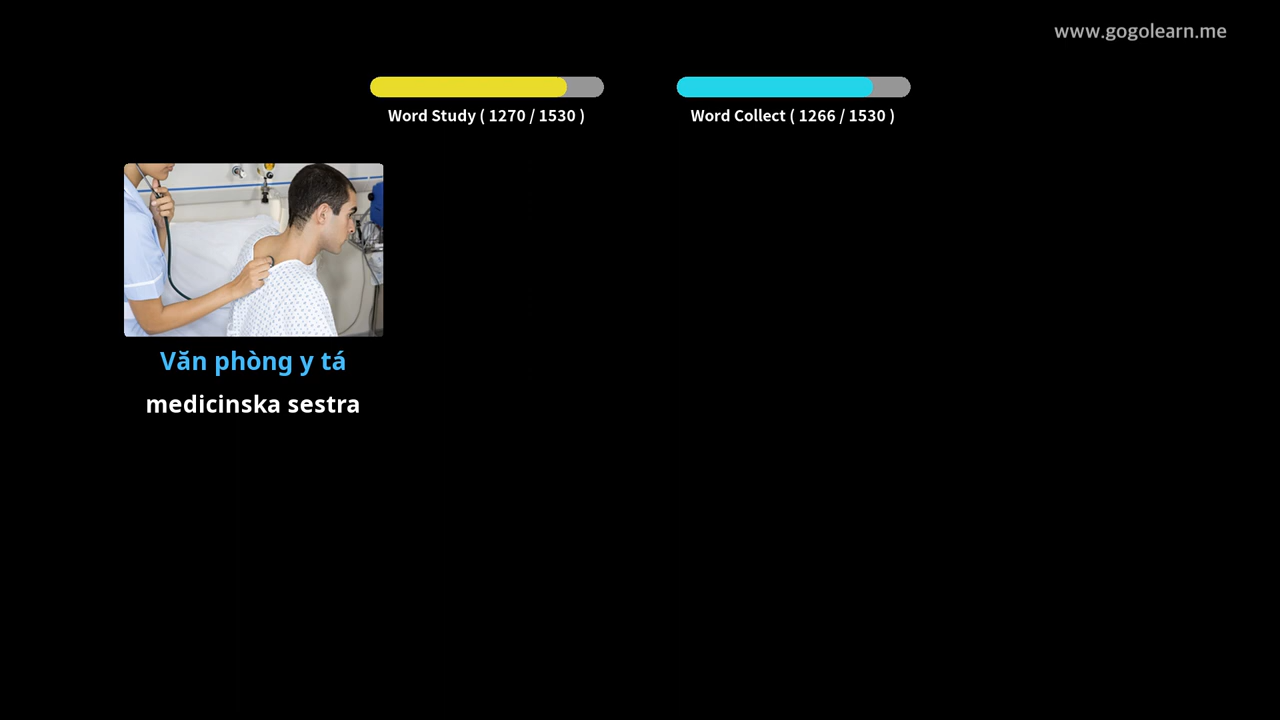 www.gogolearn.me
Word Study ( 1270 / 1530 )
Word Collect ( 1266 / 1530 )
Văn phòng y tá
medicinska sestra